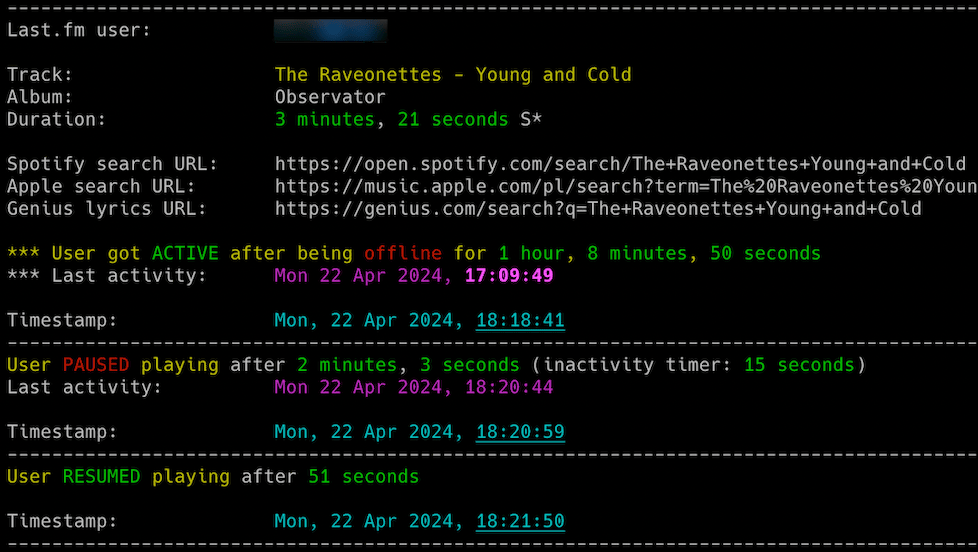 Last.fm user:
Track: The Raveonettes - Young and Cold
Album: Observator
Duration: 3 minutes, 21 seconds S*
Spotify search URL: https://open.spotify.com/search/The+Raveonettes+Young+and+Cold
Apple search URL: https://music.apple.com/pl/search?term=The%20Raveonettes%20Youn
Genius lyrics URL: https://genius.com/search?q=The+Raveonettes+Young+and+Cold
*** User got ACTIVE after being offline for 1 hour, 8 minutes, 50 seconds
*** Last activity: Mon 22 Apr 2024, 17:09:49
Timestamp: Mon, 22 Apr 2024, 18:18:41
User PAUSED playing after 2 minutes, 3 seconds (inactivity timer: 15 seconds)
Last activity: Mon 22 Apr 2024, 18:20:44
Timestamp: Mon, 22 Apr 2024, 18:20:59
User RESUMED playing after 51 seconds
Timestamp: Mon, 22 Apr 2024, 18:21:50